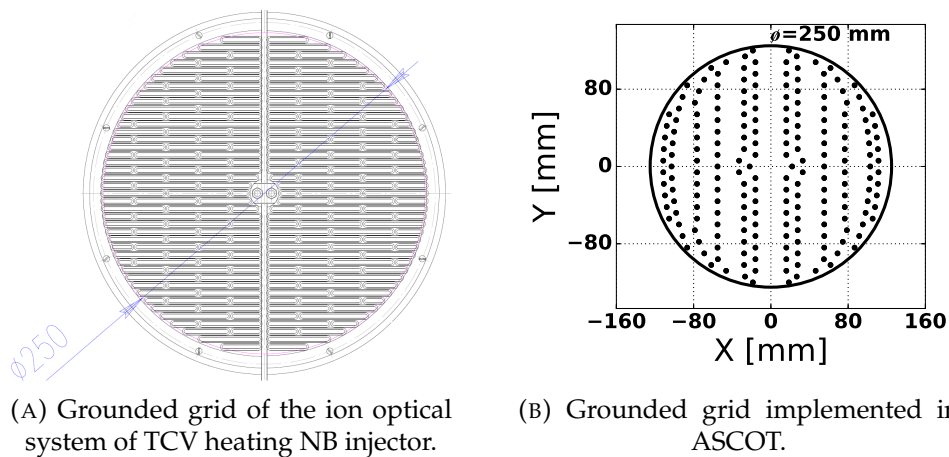 ø250
ø=250 mm
80
0
−80
Y [mm]
−160 −80 0 80 160
X [mm]
(A) Grounded grid of the ion optical
system of TCV heating NB injector.
(B) Grounded grid implemented in
ASCOT.